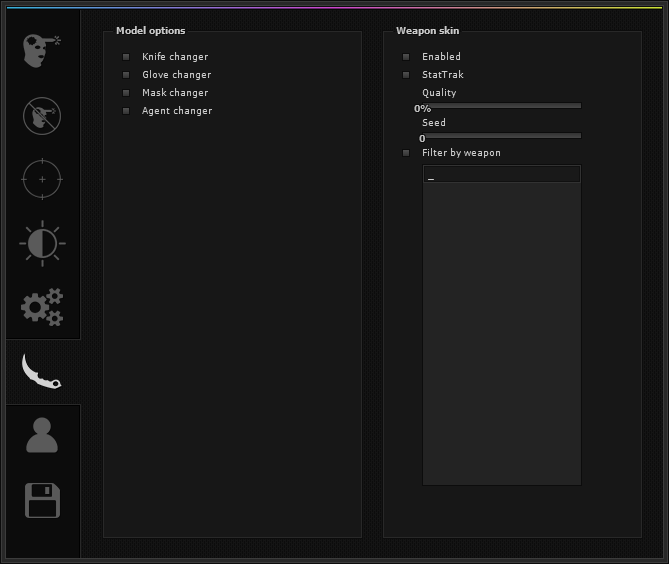 Model options
Knife changer
Glove changer
Mask changer
Agent changer
Weapon skin
Enabled
StatTrak
Quality
0%
Seed
0
Filter by weapon
_